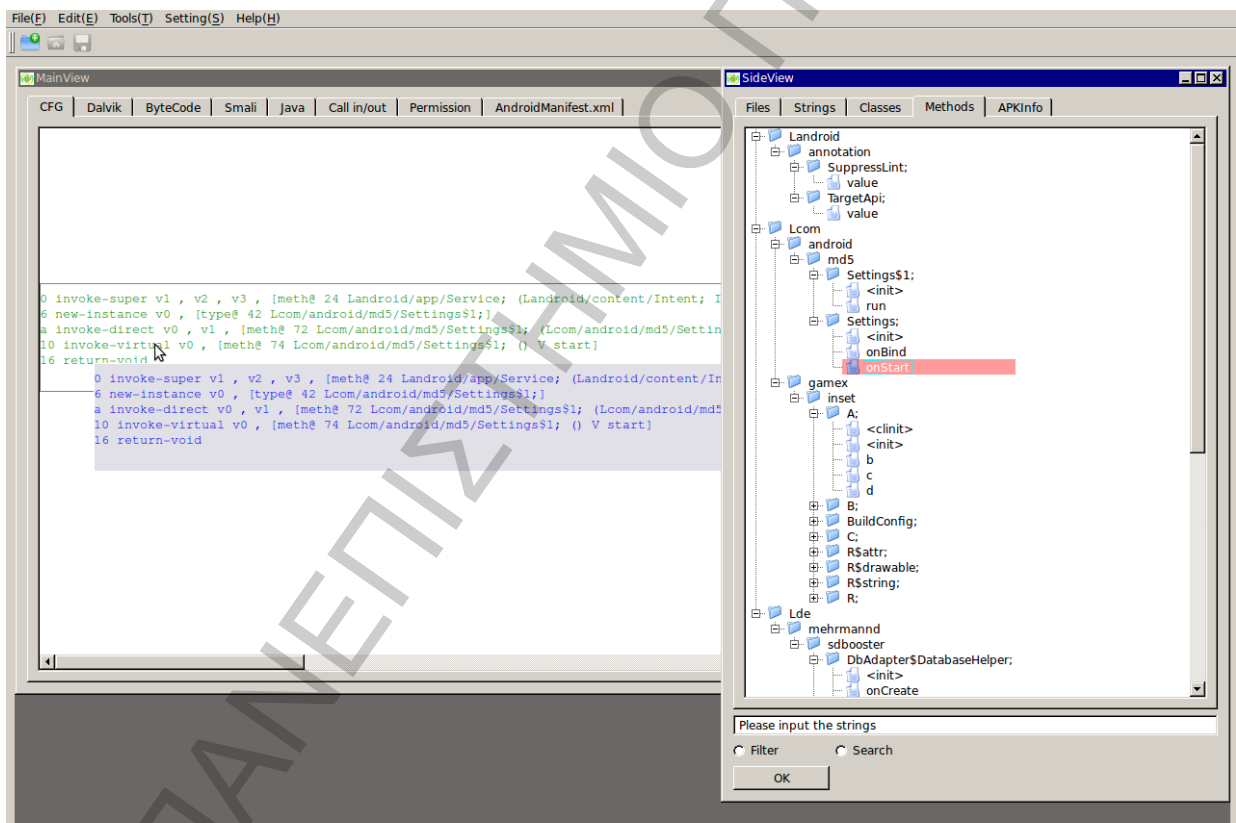 File(F) Edit(E) Tools(T) Setting(S) Help(H)
MainView
CFG Dalvik ByteCode Smali Java Call in/out Permission AndroidManifest.xml
0 invoke-super v1 , v2 , v3 , [meth@ 24 Landroid/app/Service; (Landroid/content/Intent; I
6 new-instance v0 , [type@ 42 Lcom/android/md5/Settings$1;]
a invoke-direct v0 , v1 , [meth@ 72 Lcom/android/md5/Settings$1; (Lcom/android/md5/Settin
10 invoke-virtual v0 , [meth@ 74 Lcom/android/md5/Settings$1; () V start]
16 return-void
0 invoke-super v1 , v2 , v3 , [meth@ 24 Landroid/app/Service; (Landroid/content/In
6 new-instance v0 , [type@ 42 Lcom/android/md5/Settings$1;]
a invoke-direct v0 , v1 , [meth@ 72 Lcom/android/md5/Settings$1; (Lcom/android/md5
10 invoke-virtual v0 , [meth@ 74 Lcom/android/md5/Settings$1; () V start]
16 return-void
SideView
Files Strings Classes Methods APKInfo
Landroid
annotation
SuppressLint;
value
TargetApi;
value
Lcom
android
md5
Settings$1;
<init>
run
Settings;
<init>
onBind
onStart
gamex
inset
A;
<clinit>
<init>
b
c
d
B;
BuildConfig;
C;
R$attr;
R$drawable;
R$string;
R;
Lde
mehrmannd
sdbooster
DbAdapter$DatabaseHelper;
<init>
onCreate
Please input the strings
Filter Search
OK
ΠΑΝΕΠΙΣΤΗΜΙΟ Π